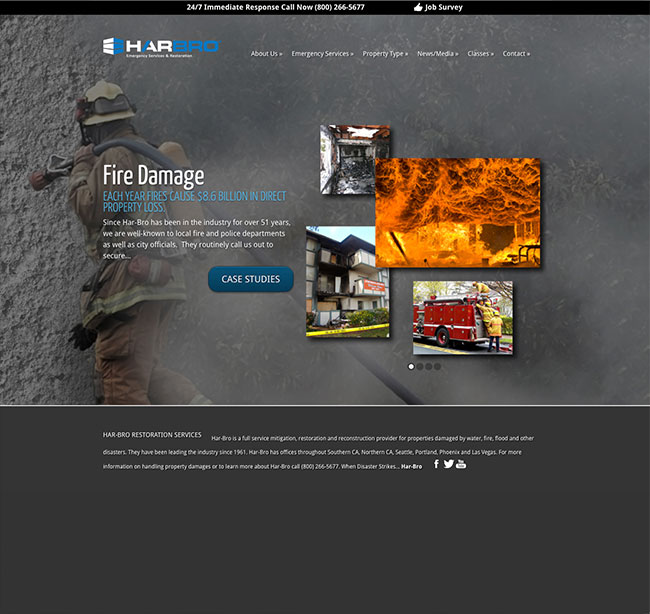 24/7 Immediate Response Call Now (800) 266-5677
Job Survey
HARBRO
Emergency Services & Restoration
About Us »
Emergency Services »
Property Type »
News/Media »
Classes »
Contact »
Fire Damage
EACH YEAR FIRES CAUSE $8.6 BILLION IN DIRECT
PROPERTY LOSS!
Since Har-Bro has been in the industry for over 51 years,
we are well-known to local fire and police departments
as well as city officials. They routinely call us out to
secure...
CASE STUDIES
HAR-BRO RESTORATION SERVICES Har-Bro is a full service mitigation, restoration and reconstruction provider for properties damaged by water, fire, flood and other
disasters. They have been leading the industry since 1961. Har-Bro has offices throughout Southern CA, Northern CA, Seattle, Portland, Phoenix and Las Vegas. For more
information on handling property damages or to learn more about Har-Bro call (800) 266-5677. When Disaster Strikes... Har-Bro